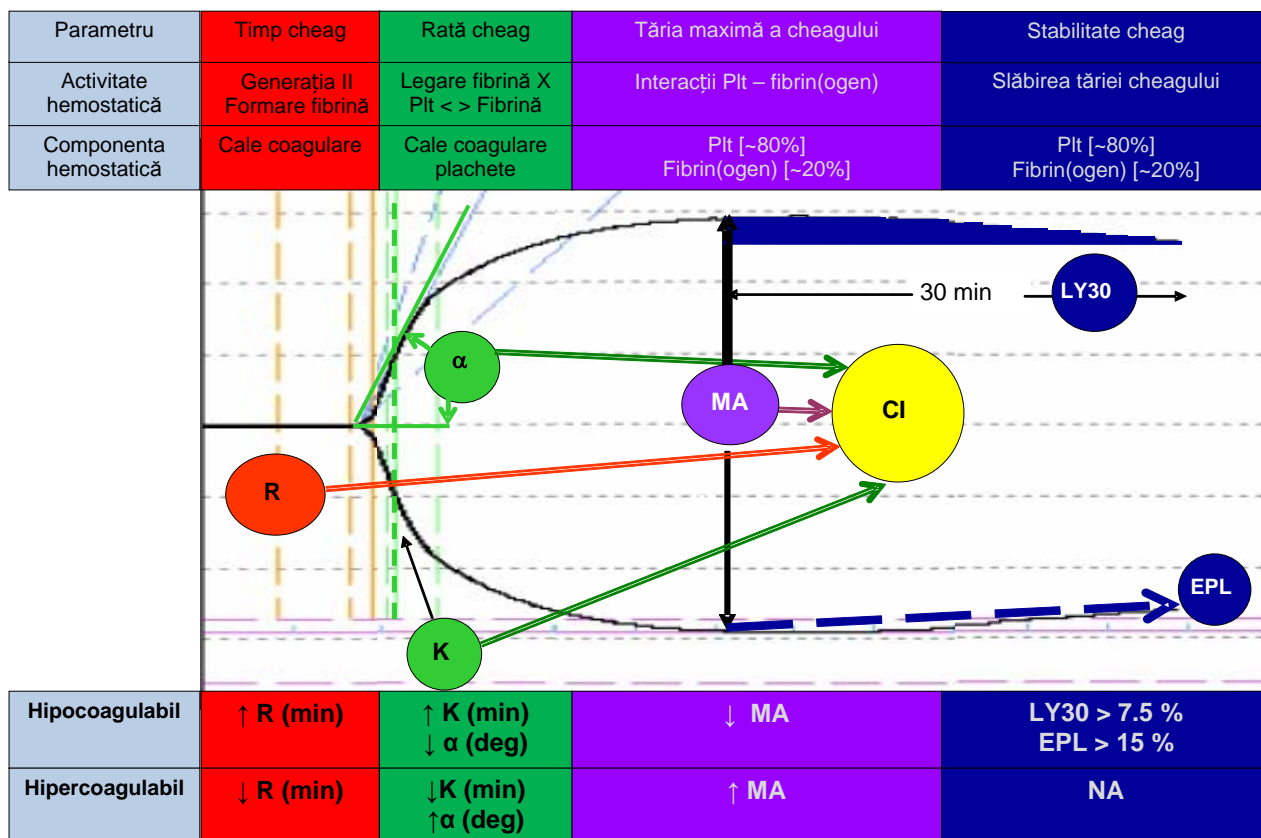 Parametru
Timp cheag
Rată cheag
Tăria maximă a cheagului
Stabilitate cheag
Activitate
hemostatică
Generația II
Formare fibrină
Legare fibrină X
Plt < > Fibrină
Interacții Plt – fibrin(ogen)
Slăbirea tăriei cheagului
Componenta
hemostatică
Cale coagulare
Cale coagulare
plachete
Plt [~80%]
Fibrin(ogen) [~20%]
Plt [~80%]
Fibrin(ogen) [~20%]
30 min
LY30
α
MA
CI
R
EPL
K
Hipocoagulabil
↑ R (min)
↑ K (min)
↓ α (deg)
↓ MA
LY30 > 7.5 %
EPL > 15 %
Hipercoagulabil
↓ R (min)
↓K (min)
↑α (deg)
↑ MA
NA